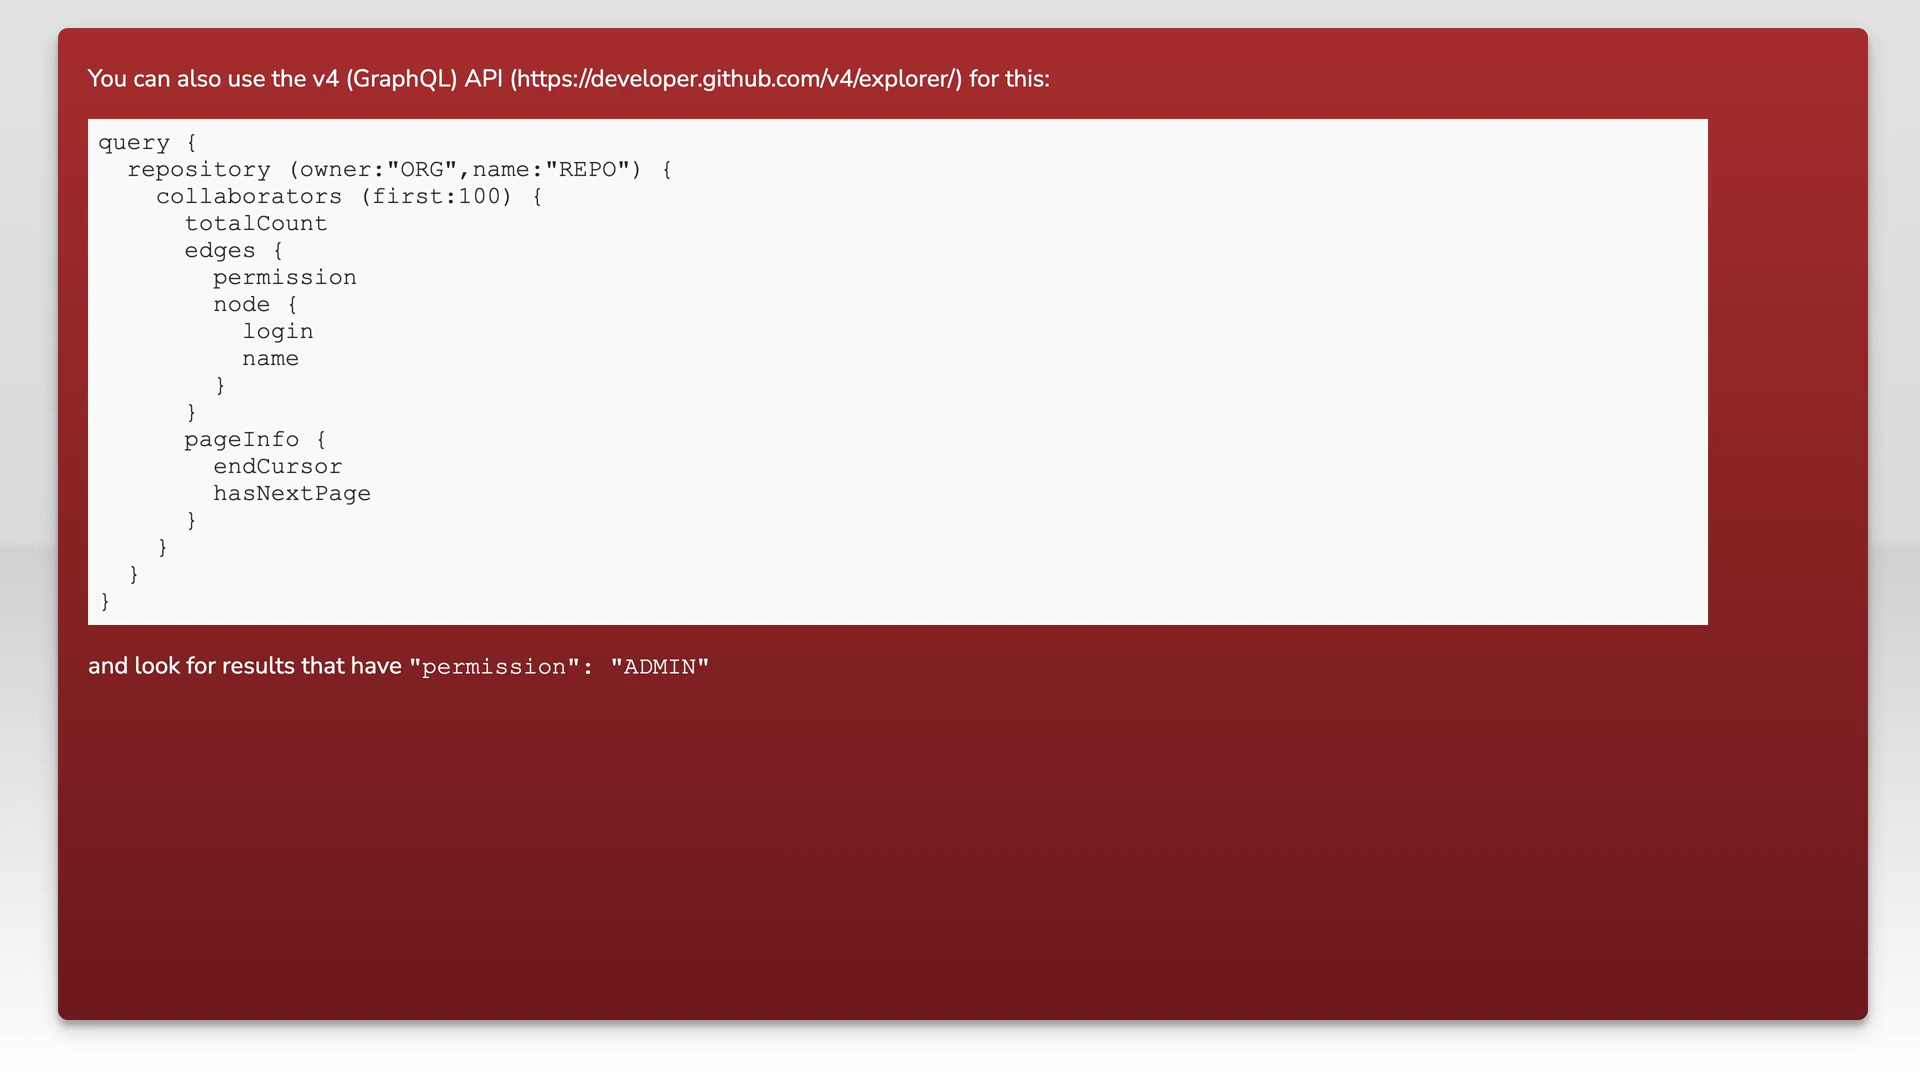 You can also use the v4 (GraphQL) API (https://developer.github.com/v4/explorer/) for this:
query {
  repository (owner:"ORG",name:"REPO") {
    collaborators (first:100) {
      totalCount
      edges {
        permission
        node {
          login
          name
        }
      }
      pageInfo {
        endCursor
        hasNextPage
      }
    }
  }
}
and look for results that have "permission": "ADMIN"